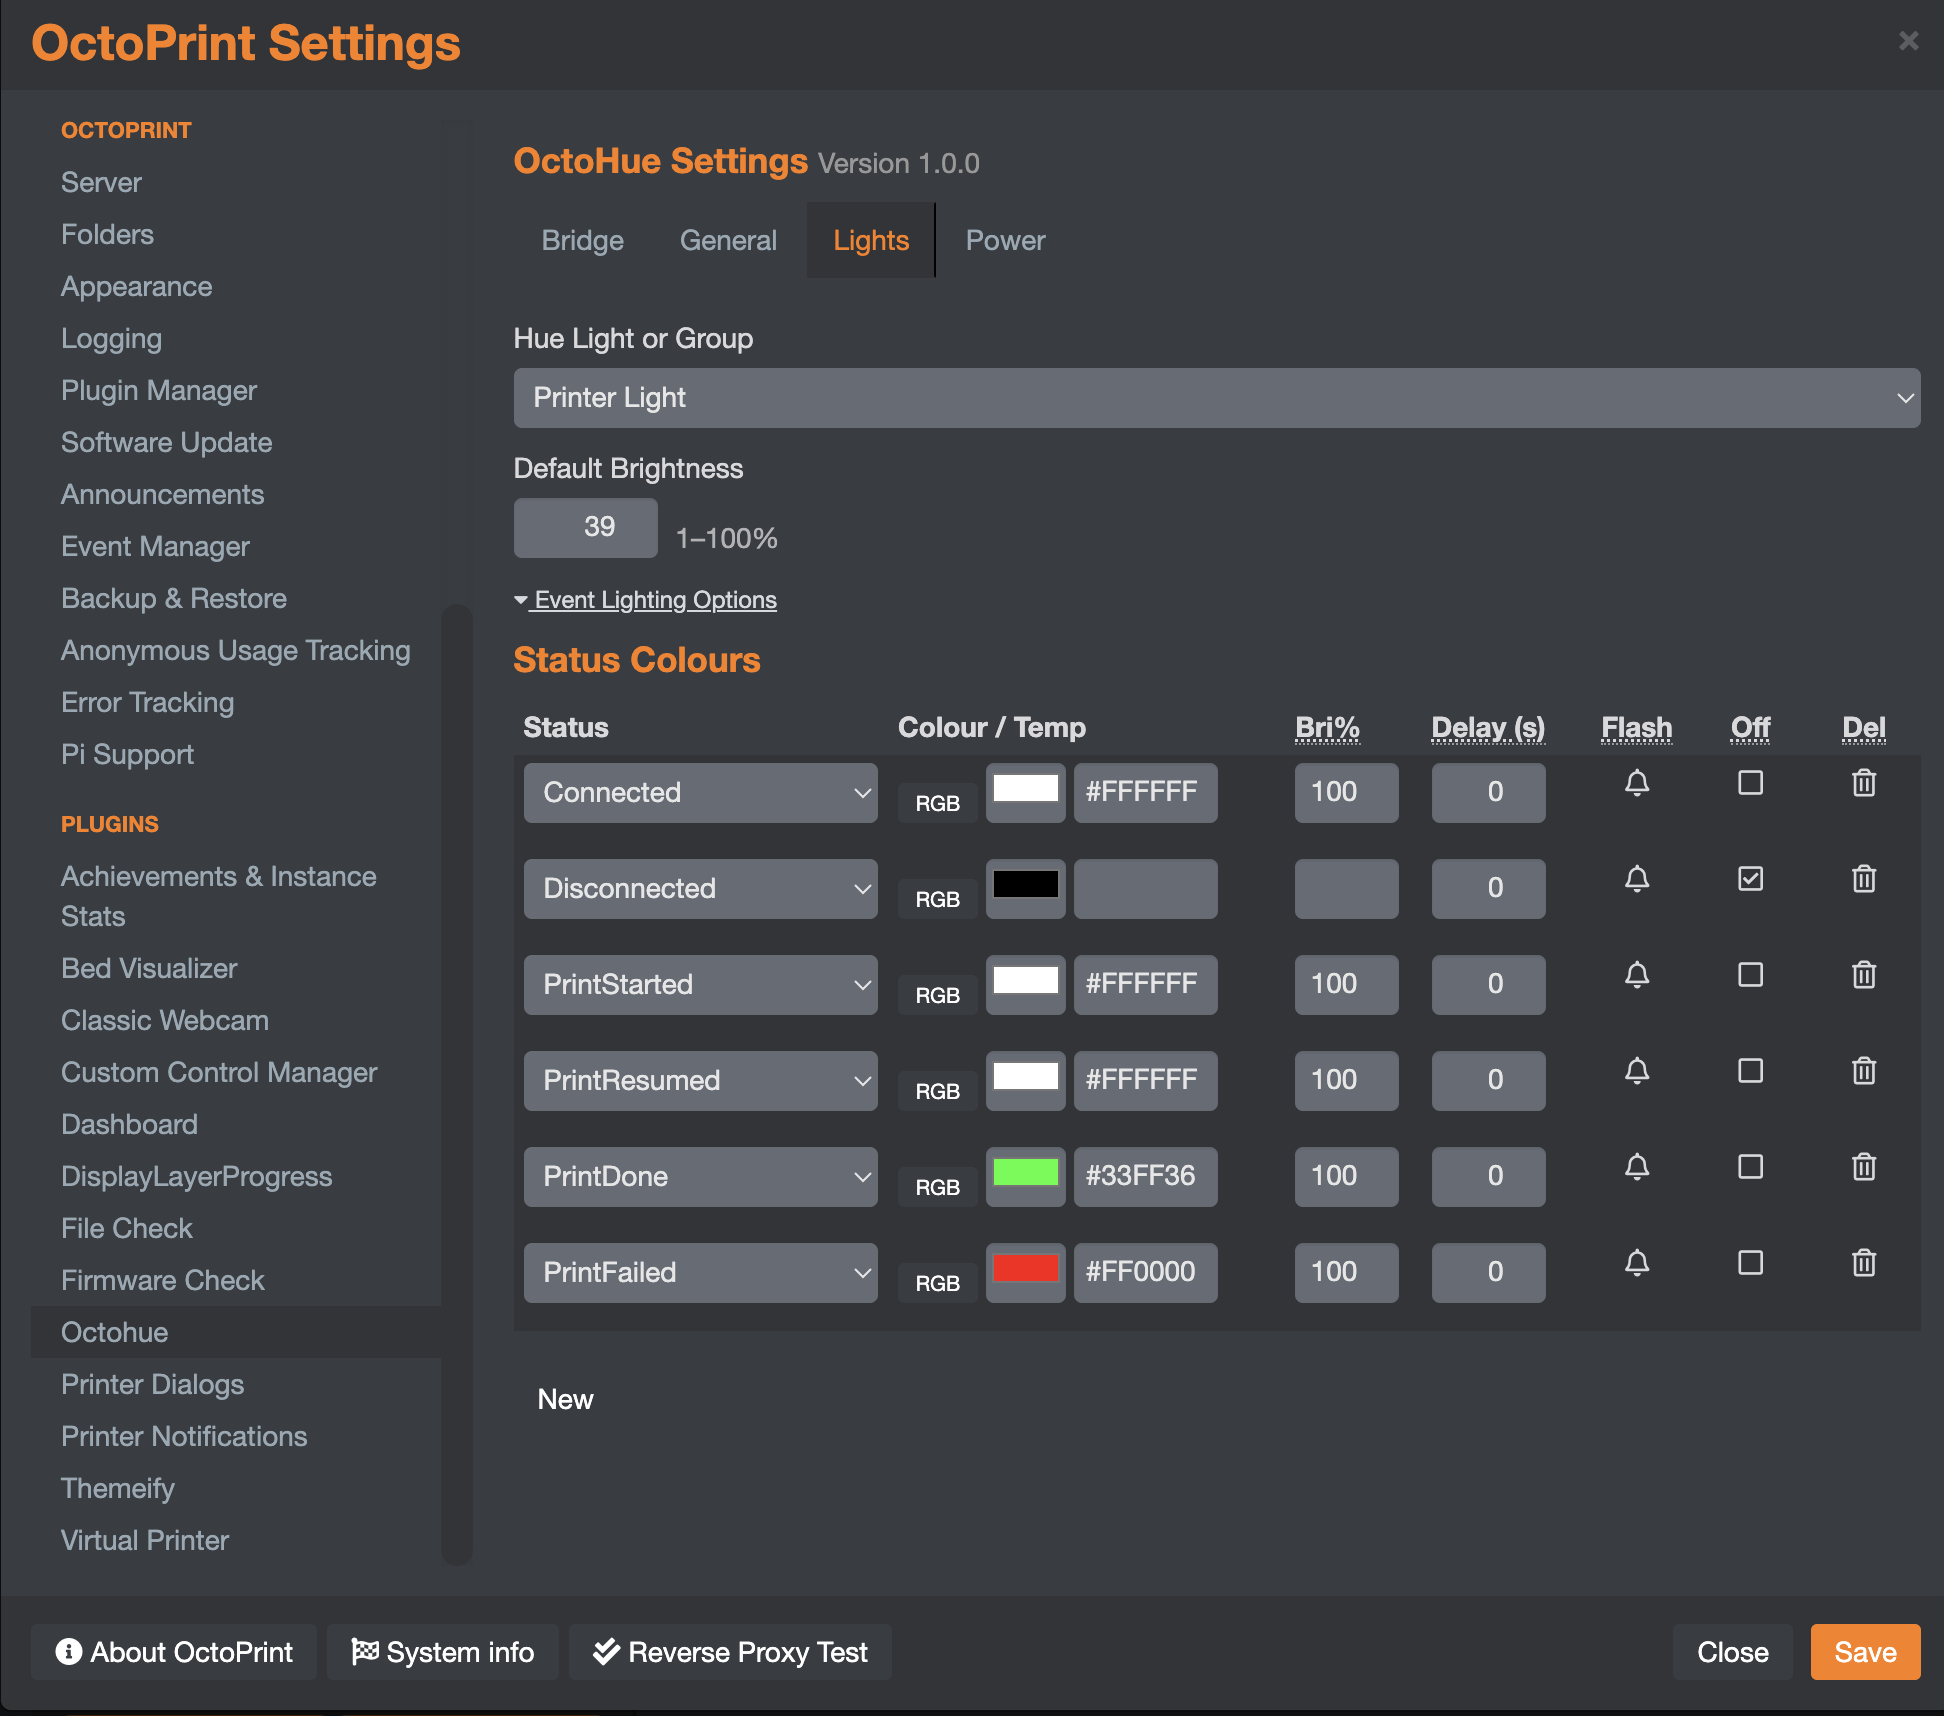 OctoPrint Settings
×
OCTOPRINT
Server
Folders
Appearance
Logging
Plugin Manager
Software Update
Announcements
Event Manager
Backup & Restore
Anonymous Usage Tracking
Error Tracking
Pi Support
PLUGINS
Achievements & Instance
Stats
Bed Visualizer
Classic Webcam
Custom Control Manager
Dashboard
DisplayLayerProgress
File Check
Firmware Check
Octohue
Printer Dialogs
Printer Notifications
Themeify
Virtual Printer
OctoHue Settings Version 1.0.0
Bridge General Lights Power
Hue Light or Group
Printer Light
Default Brightness
39 1–100%
Event Lighting Options
Status Colours
Status Colour / Temp Bri% Delay (s) Flash Off Del
Connected RGB #FFFFFF 100 0
Disconnected RGB 0
PrintStarted RGB #FFFFFF 100 0
PrintResumed RGB #FFFFFF 100 0
PrintDone RGB #33FF36 100 0
PrintFailed RGB #FF0000 100 0
New
About OctoPrint System info Reverse Proxy Test Close Save